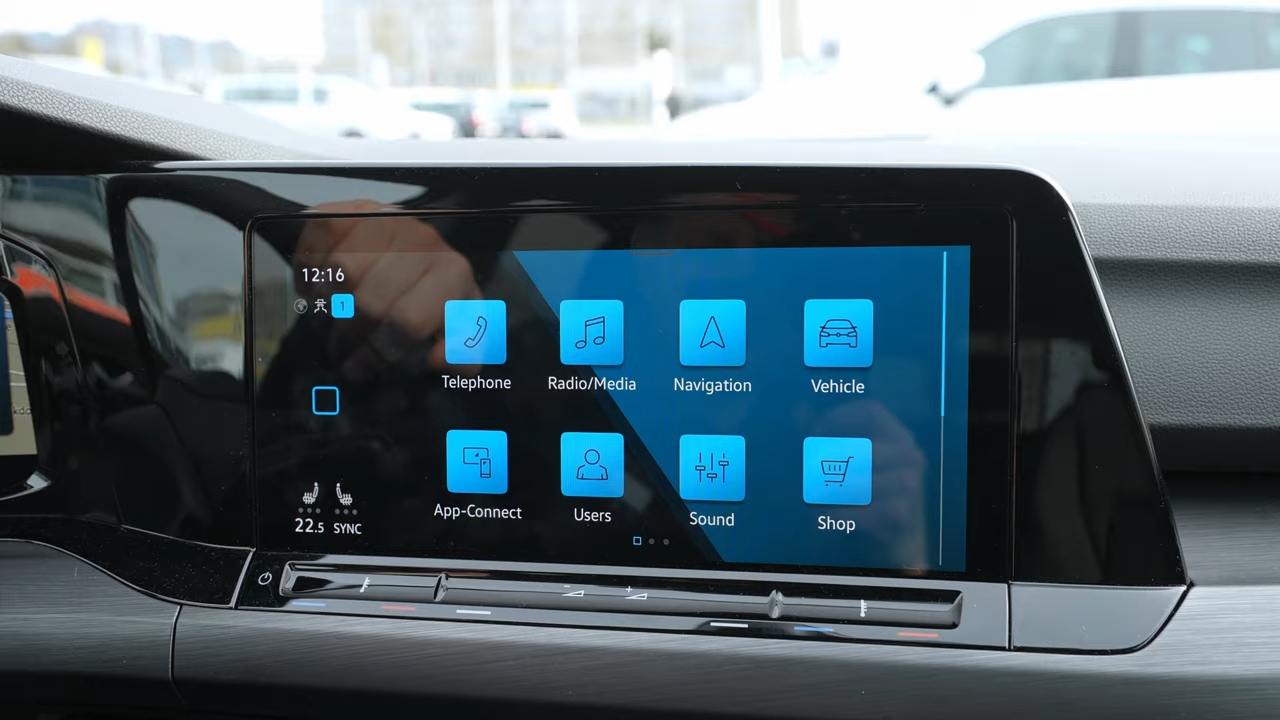 12:16
1
Telephone
Radio/Media
Navigation
Vehicle
App-Connect
Users
Sound
Shop
22.5 SYNC